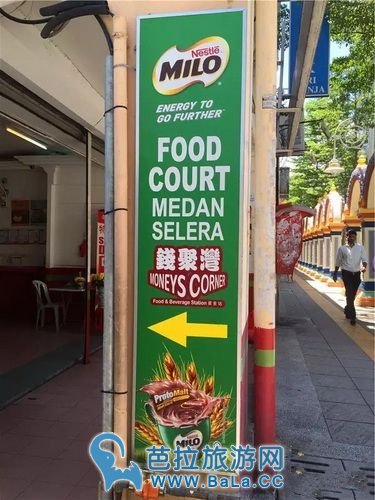 Nestlé
MILO
ENERGY TO
GO FURTHER
FOOD
COURT
MEDAN
SELERA
錢聚灣
MONEYS CORNER
Food & Beverage Station
ProtoMalt
MILO
芭拉旅游网
www.BaLa.CC